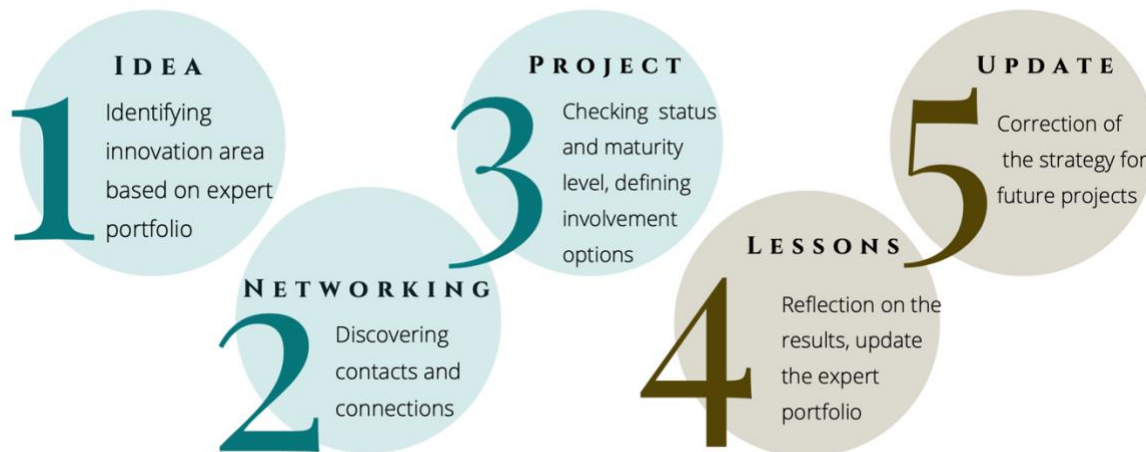 1
IDEA
Identifying
innovation area
based on expert
portfolio
2
NETWORKING
Discovering
contacts and
connections
3
PROJECT
Checking status
and maturity
level, defining
involvement
options
4
LESSONS
Reflection on the
results, update
the expert
portfolio
5
UPDATE
Correction of
the strategy for
future projects